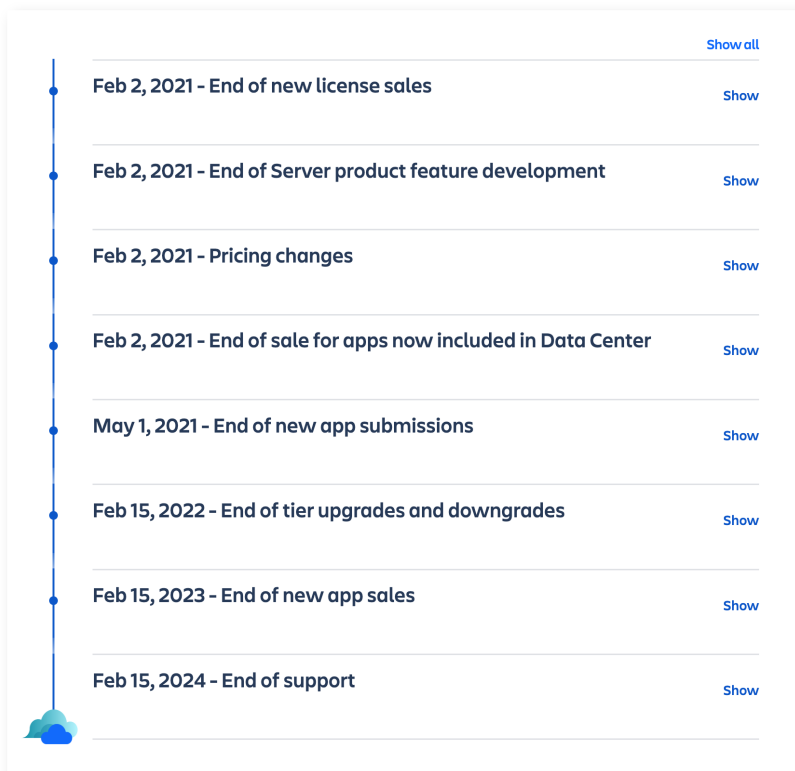 Show all
Feb 2, 2021 - End of new license sales
Show
Feb 2, 2021 - End of Server product feature development
Show
Feb 2, 2021 - Pricing changes
Show
Feb 2, 2021 - End of sale for apps now included in Data Center
Show
May 1, 2021 - End of new app submissions
Show
Feb 15, 2022 - End of tier upgrades and downgrades
Show
Feb 15, 2023 - End of new app sales
Show
Feb 15, 2024 - End of support
Show